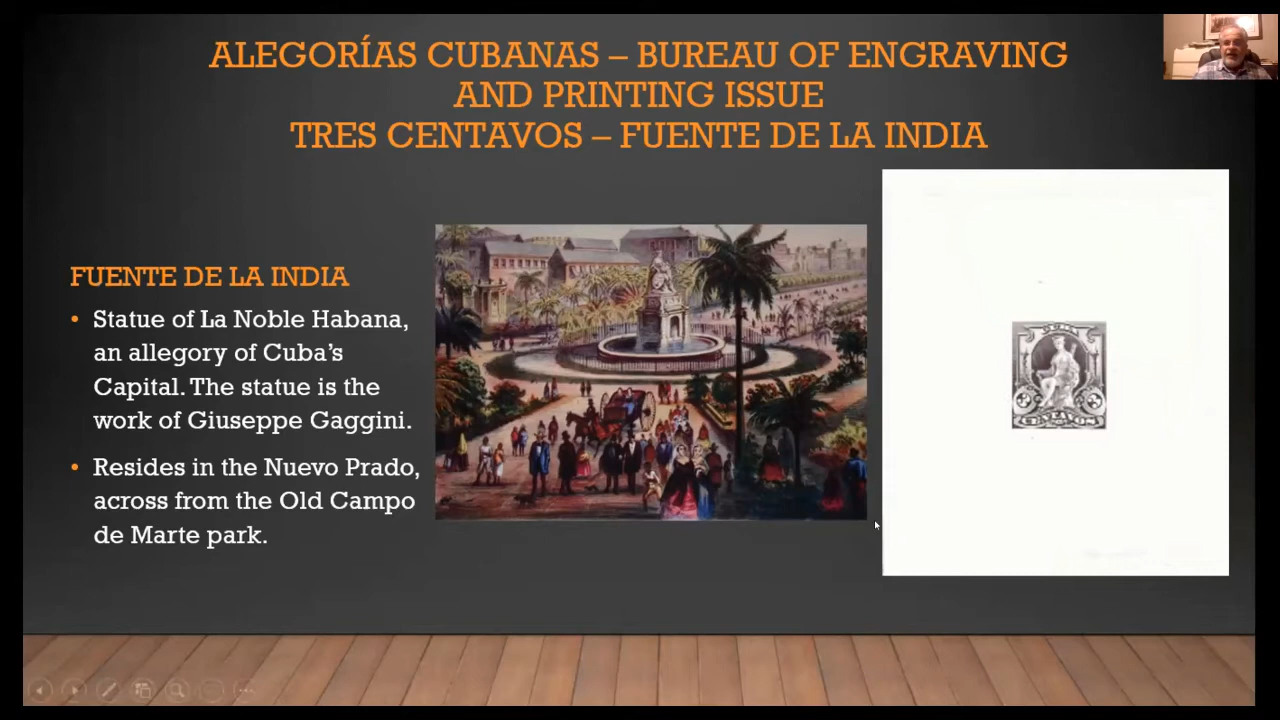 ALEGORÍAS CUBANAS – BUREAU OF ENGRAVING
AND PRINTING ISSUE
TRES CENTAVOS – FUENTE DE LA INDIA
FUENTE DE LA INDIA
• Statue of La Noble Habana,
an allegory of Cuba’s
Capital. The statue is the
work of Giuseppe Gaggini.
• Resides in the Nuevo Prado,
across from the Old Campo
de Marte park.
CENTAVOS